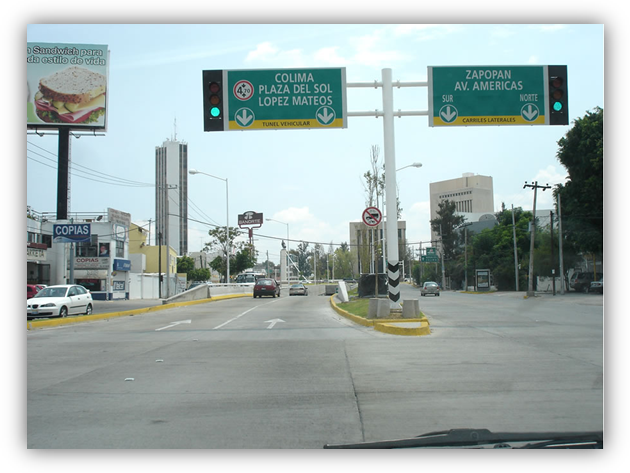 Sandwich para
estilo de vida
COLIMA
PLAZA DEL SOL
LOPEZ MATEOS
TUNEL VEHICULAR
ZAPOPAN
AV. AMERICAS
SUR NORTE
CARRILES LATERALES
COPIAS
COPIAS